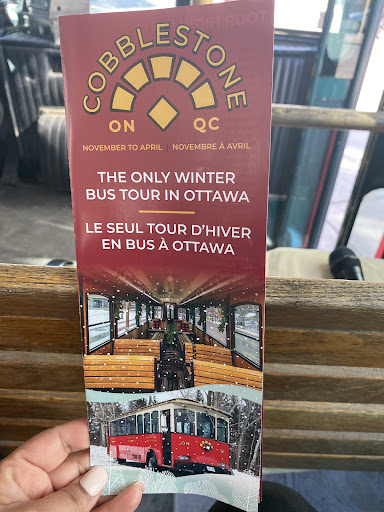 COBBLESTONE
ON QC
NOVEMBER TO APRIL | NOVEMBRE À AVRIL
THE ONLY WINTER
BUS TOUR IN OTTAWA
LE SEUL TOUR D'HIVER
EN BUS À OTTAWA